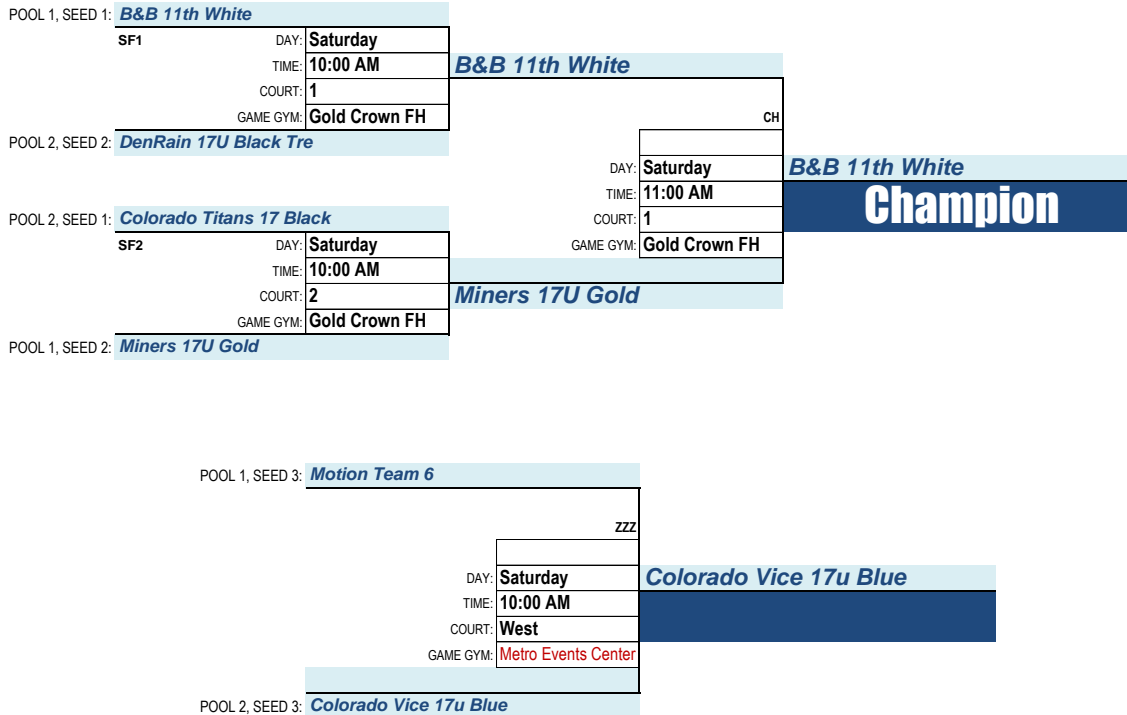 POOL 1, SEED 1: B&B 11th White
SF1 DAY: Saturday
TIME: 10:00 AM B&B 11th White
COURT: 1
GAME GYM: Gold Crown FH CH
POOL 2, SEED 2: DenRain 17U Black Tre
DAY: Saturday B&B 11th White
TIME: 11:00 AM Champion
POOL 2, SEED 1: Colorado Titans 17 Black COURT: 1
SF2 DAY: Saturday GAME GYM: Gold Crown FH
TIME: 10:00 AM
COURT: 2 Miners 17U Gold
GAME GYM: Gold Crown FH
POOL 1, SEED 2: Miners 17U Gold
POOL 1, SEED 3: Motion Team 6
ZZZ
DAY: Saturday Colorado Vice 17u Blue
TIME: 10:00 AM
COURT: West
GAME GYM: Metro Events Center
POOL 2, SEED 3: Colorado Vice 17u Blue